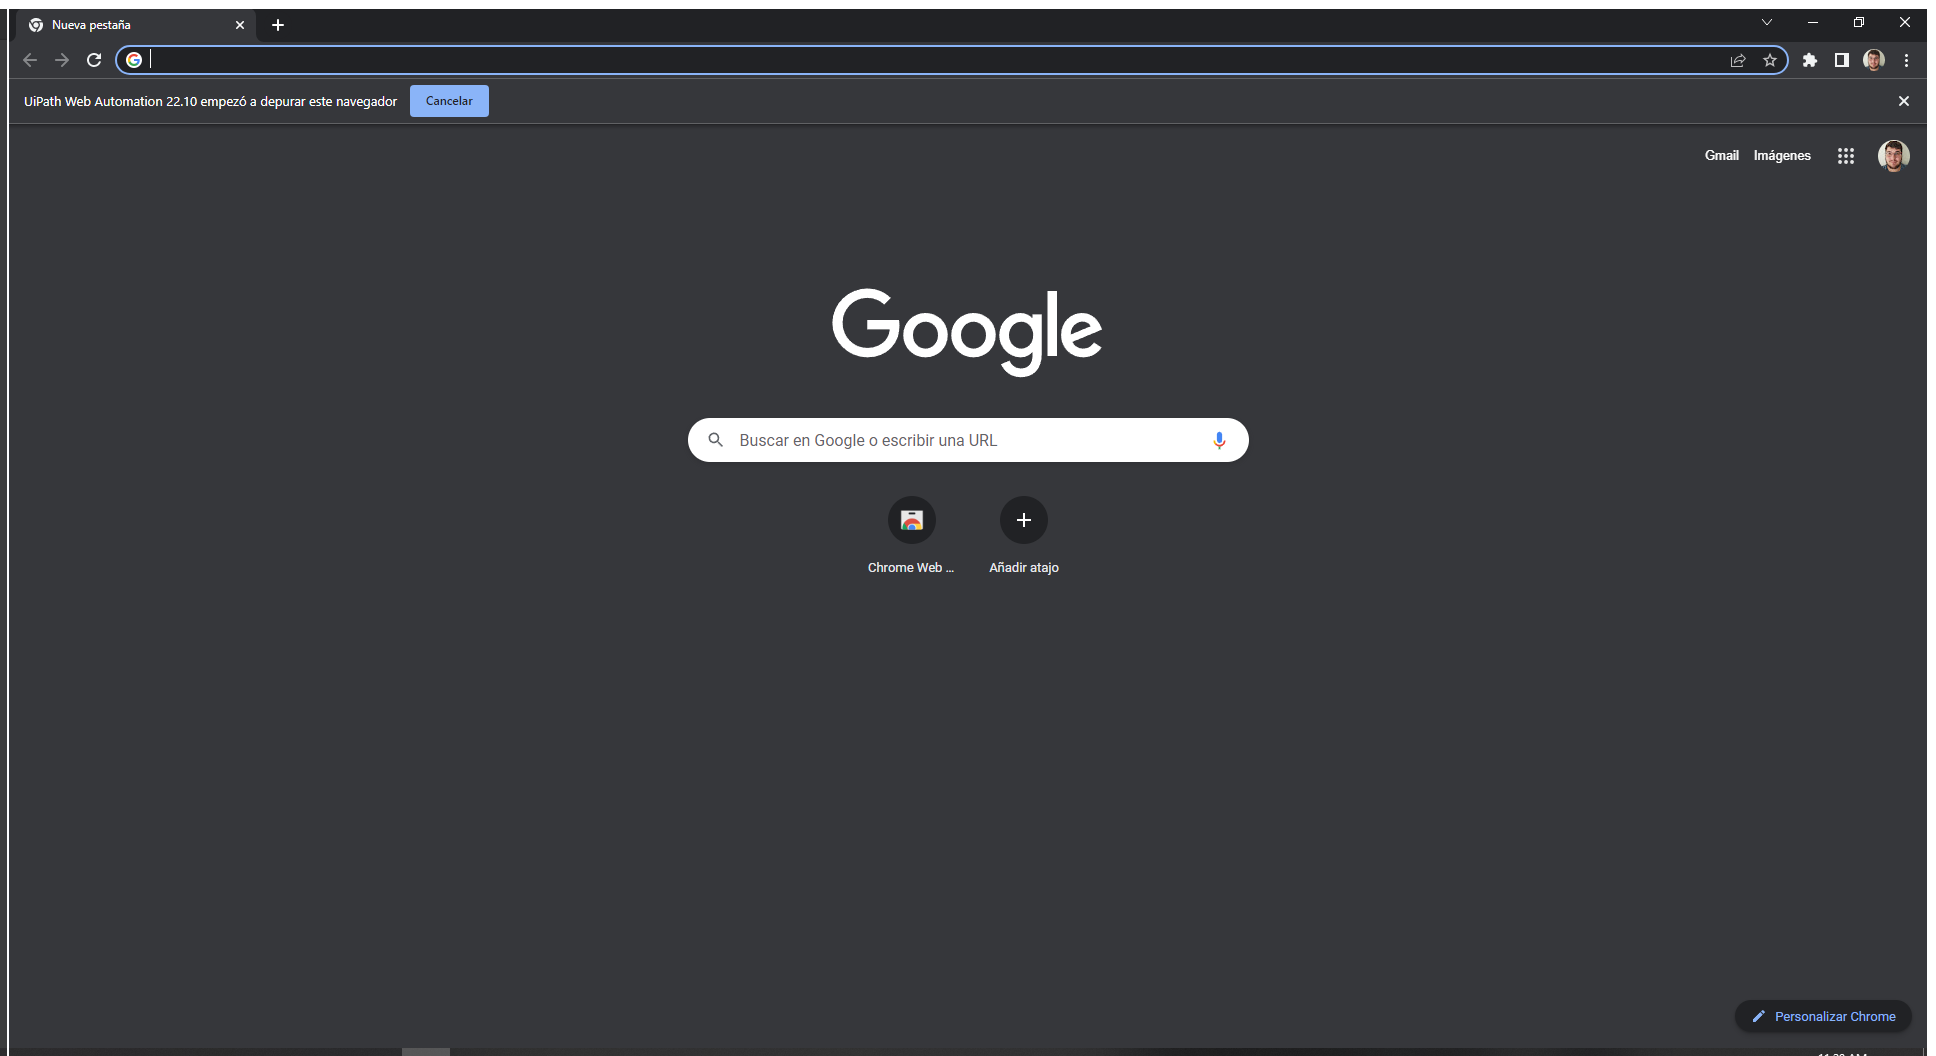 Nueva pestaña
UiPath Web Automation 22.10 empezó a depurar este navegador
Cancelar
Gmail
Imágenes
Google
Buscar en Google o escribir una URL
Chrome Web ...
Añadir atajo
Personalizar Chrome